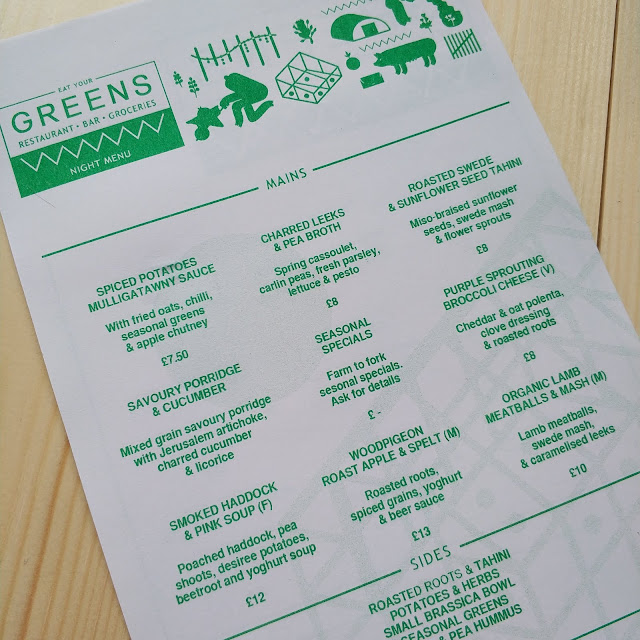 EAT YOUR
GREENS
RESTAURANT • BAR • GROCERIES
NIGHT MENU
MAINS
SPICED POTATOES
MULLIGATAWNY SAUCE
With fried oats, chilli,
seasonal greens
& apple chutney
£7.50
CHARRED LEEKS
& PEA BROTH
Spring cassoulet,
carlin peas, fresh parsley,
lettuce & pesto
£8
ROASTED SWEDE
& SUNFLOWER SEED TAHINI
Miso-braised sunflower
seeds, swede mash
& flower sprouts
£8
SAVOURY PORRIDGE
& CUCUMBER
Mixed grain savoury porridge
with Jerusalem artichoke,
charred cucumber
& licorice
SEASONAL
SPECIALS
Farm to fork
sesonal specials.
Ask for details
£ -
PURPLE SPROUTING
BROCCOLI CHEESE (V)
Cheddar & oat polenta,
clove dressing
& roasted roots
£8
SMOKED HADDOCK
& PINK SOUP (F)
Poached haddock, pea
shoots, desiree potatoes,
beetroot and yoghurt soup
£12
WOODPIGEON
ROAST APPLE & SPELT (M)
Roasted roots,
spiced grains, yoghurt
& beer sauce
£13
ORGANIC LAMB
MEATBALLS & MASH (M)
Lamb meatballs,
swede mash,
& caramelised leeks
£10
SIDES
ROASTED ROOTS & TAHINI
POTATOES & HERBS
SMALL BRASSICA BOWL
SEASONAL GREENS
& PEA HUMMUS